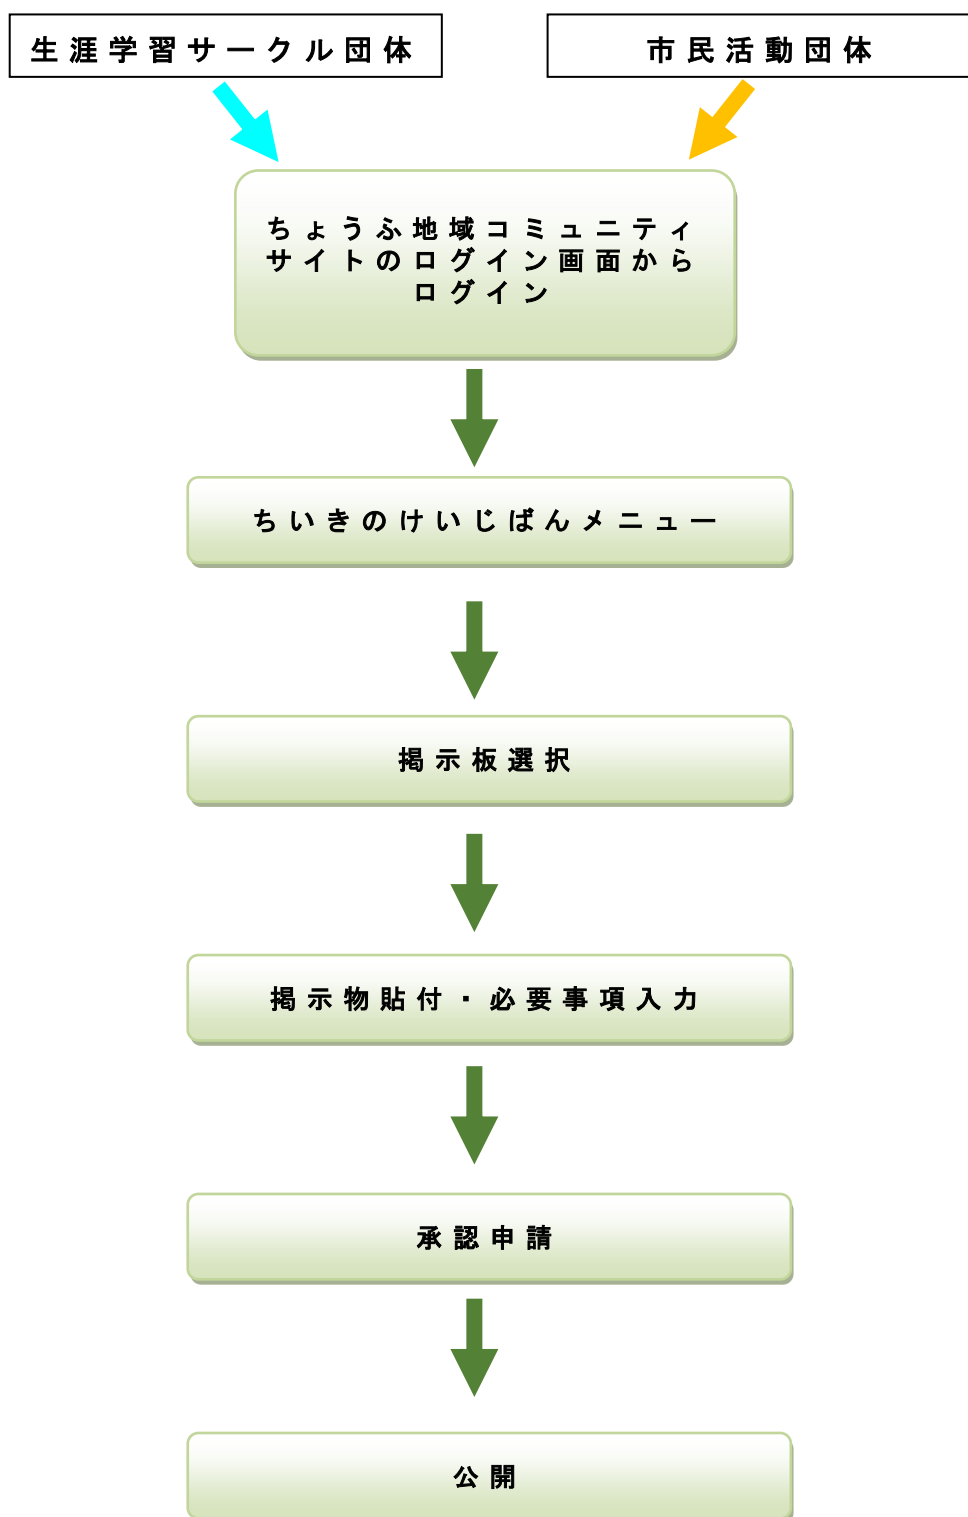 生涯学習サークル団体
市民活動団体
ちょうふ地域コミュニティ
サイトのログイン画面から
ログイン
ちいきのけいじばんメニュー
掲示板選択
掲示物貼付・必要事項入力
承認申請
公開